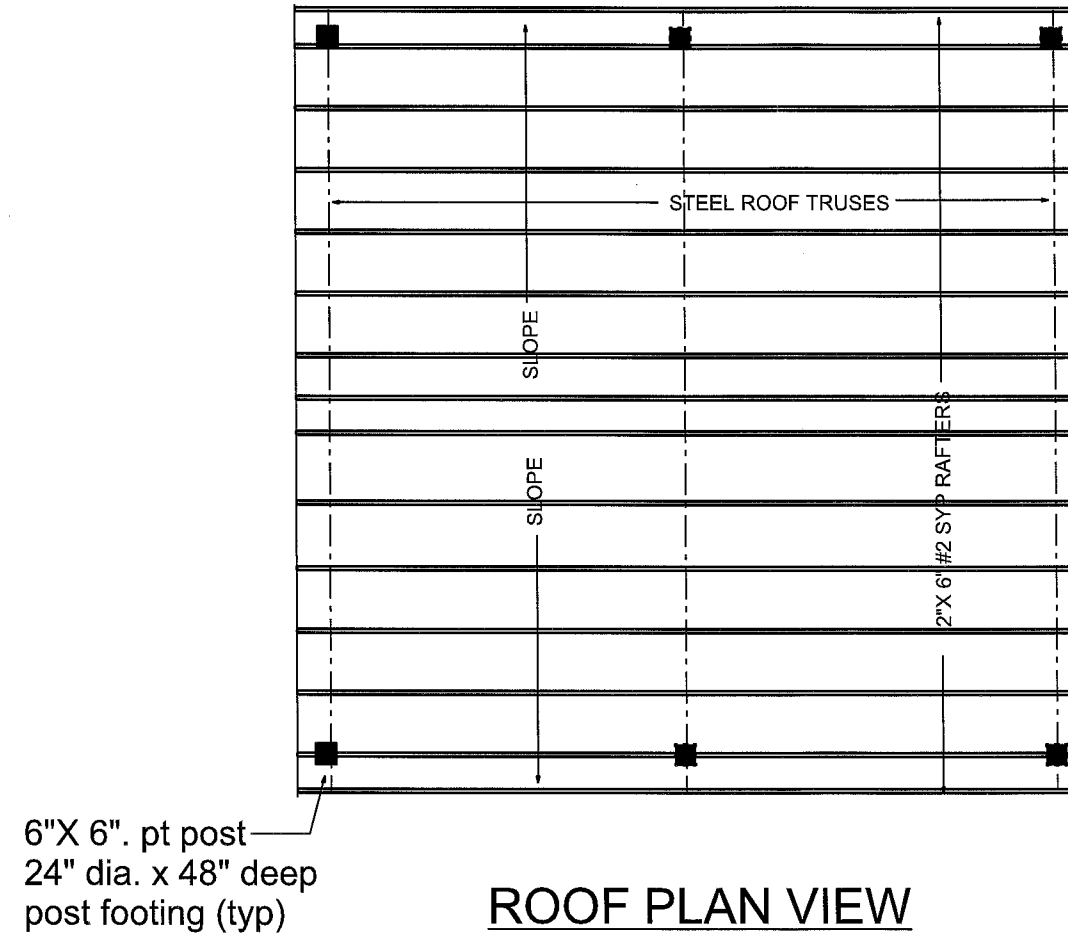 STEEL ROOF TRUSES
SLOPE
SLOPE
2"X 6" #2 SYP RAFTERS
6"X 6". pt post
24" dia. x 48" deep
post footing (typ)
ROOF PLAN VIEW